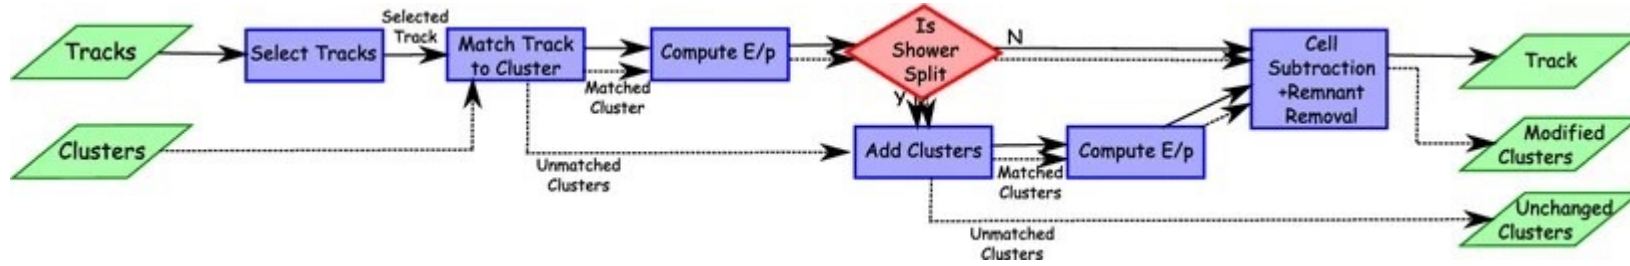 Tracks
Select Tracks
Selected
Track
Match Track
to Cluster
Matched
Cluster
Compute E/p
Is
Shower
Split
N
Y
Cell
Subtraction
+Remnant
Removal
Track
Clusters
Unmatched
Clusters
Add Clusters
Matched
Clusters
Compute E/p
Modified
Clusters
Unmatched
Clusters
Unchanged
Clusters